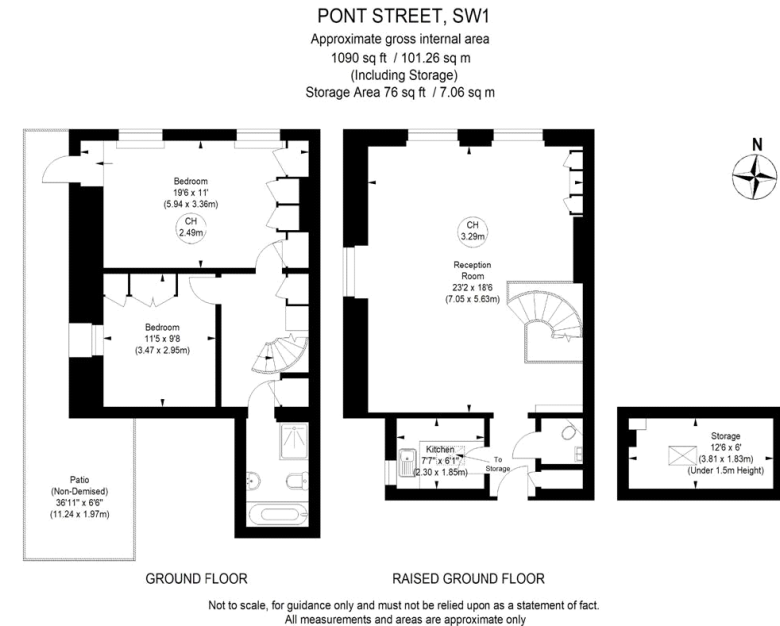 PONT STREET, SW1
Approximate gross internal area
1090 sq ft / 101.26 sq m
(Including Storage)
Storage Area 76 sq ft / 7.06 sq m
N
Bedroom
19'6 x 11'
(5.94 x 3.36m)
CH
2.49m
Bedroom
11'5 x 9'8
(3.47 x 2.95m)
Patio
(Non-Demised)
36'11" x 6'6"
(11.24 x 1.97m)
CH
3.29m
Reception
Room
23'2 x 18'6
(7.05 x 5.63m)
Kitchen
7'7" x 6'1"
(2.30 x 1.85m)
To
Storage
Storage
12'6 x 6'
(3.81 x 1.83m)
(Under 1.5m Height)
GROUND FLOOR
RAISED GROUND FLOOR
Not to scale, for guidance only and must not be relied upon as a statement of fact.
All measurements and areas are approximate only